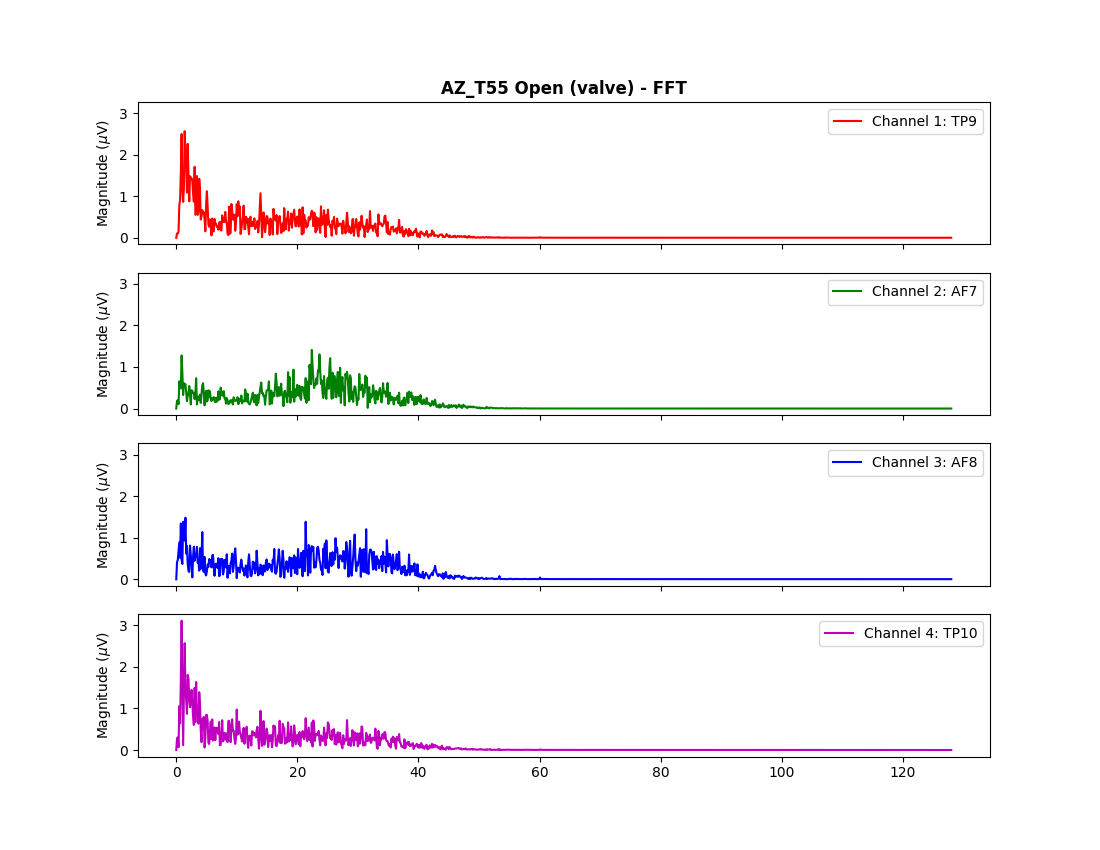 AZ_T55 Open (valve) - FFT
3
2
1
0
Magnitude (μV)
Channel 1: TP9
3
2
1
0
Magnitude (μV)
Channel 2: AF7
3
2
1
0
Magnitude (μV)
Channel 3: AF8
3
2
1
0
Magnitude (μV)
Channel 4: TP10
0 20 40 60 80 100 120